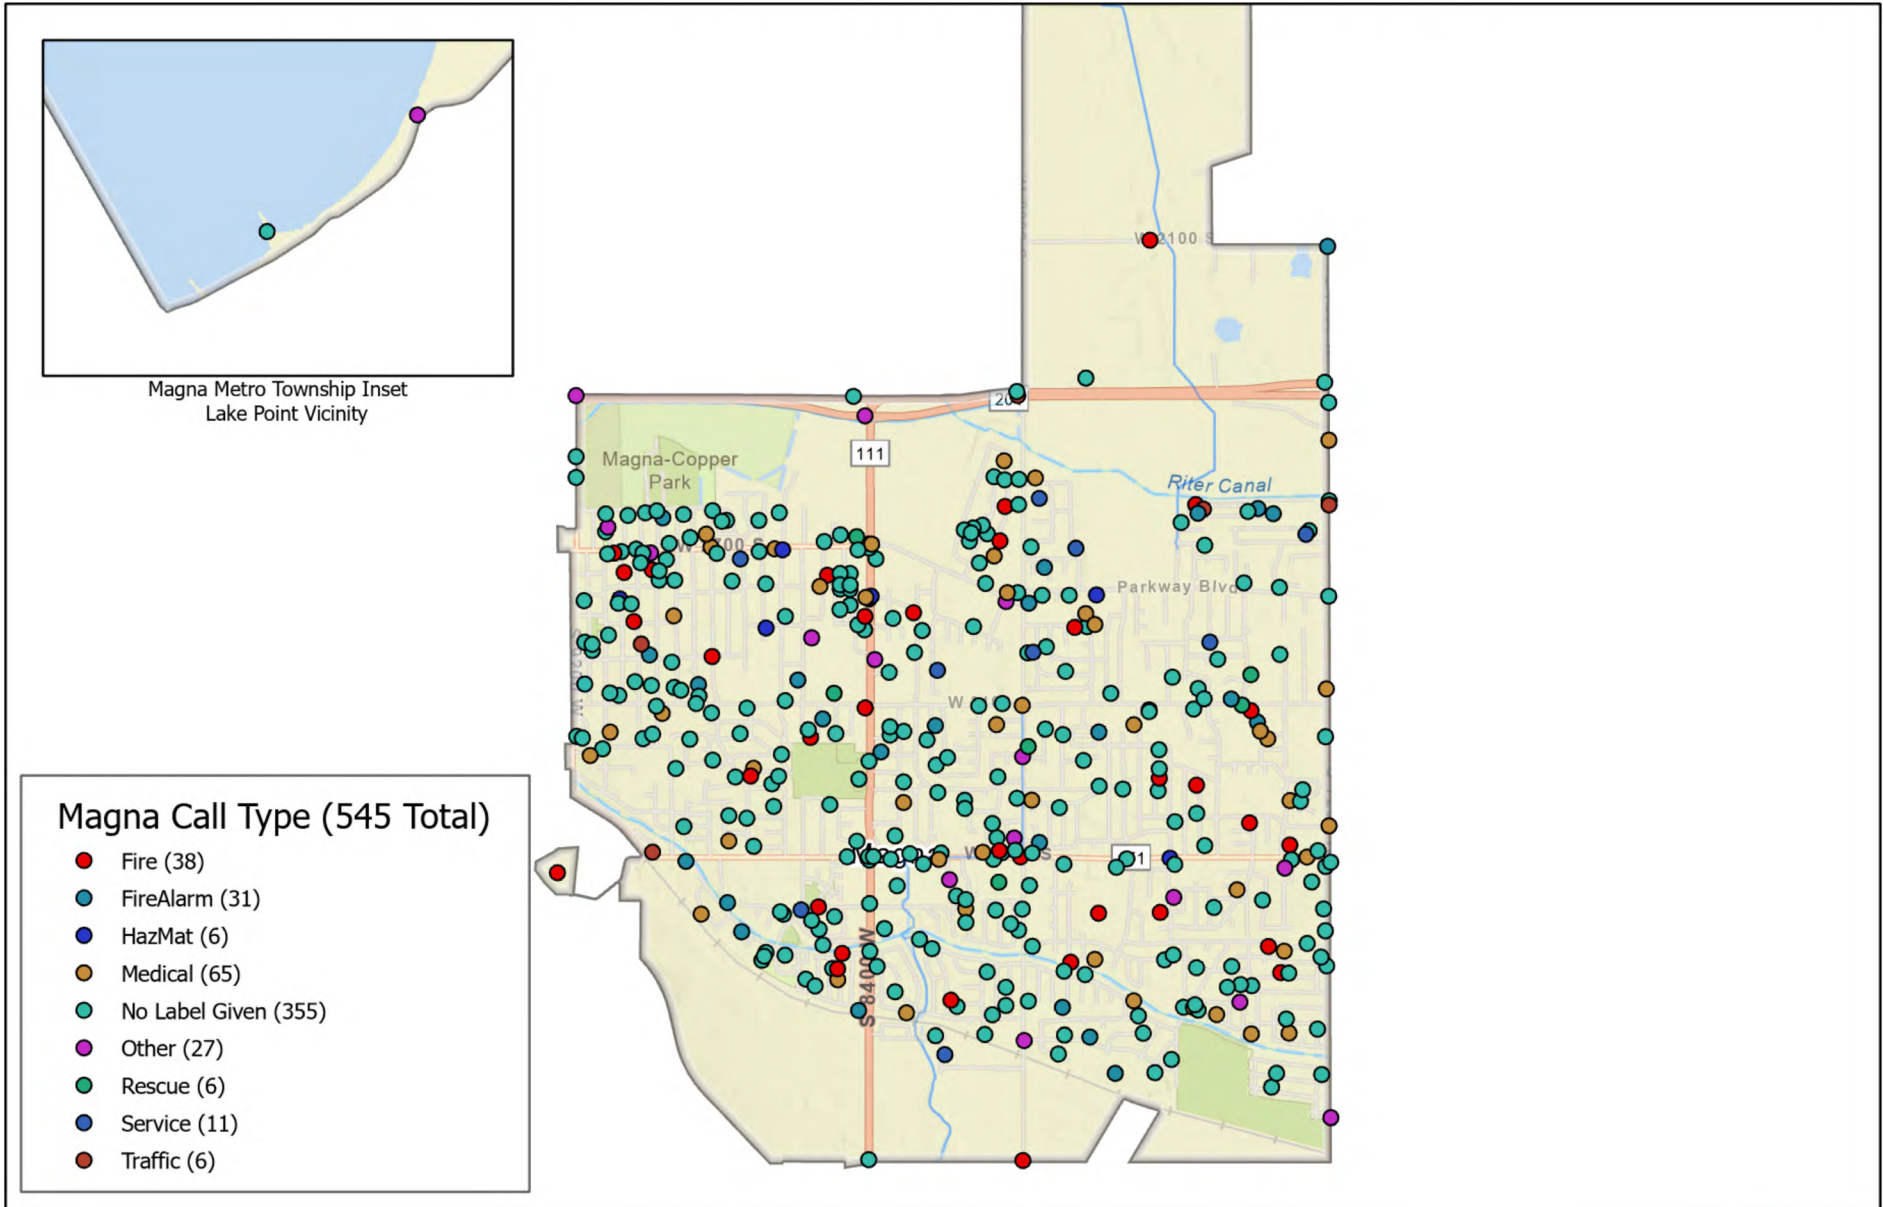 Magna Metro Township Inset
Lake Point Vicinity
W 2100 S
111
Magna-Copper
Park
Riter Canal
Parkway Blvd
S 8400 W
Magna Call Type (545 Total)
Fire (38)
FireAlarm (31)
HazMat (6)
Medical (65)
No Label Given (355)
Other (27)
Rescue (6)
Service (11)
Traffic (6)